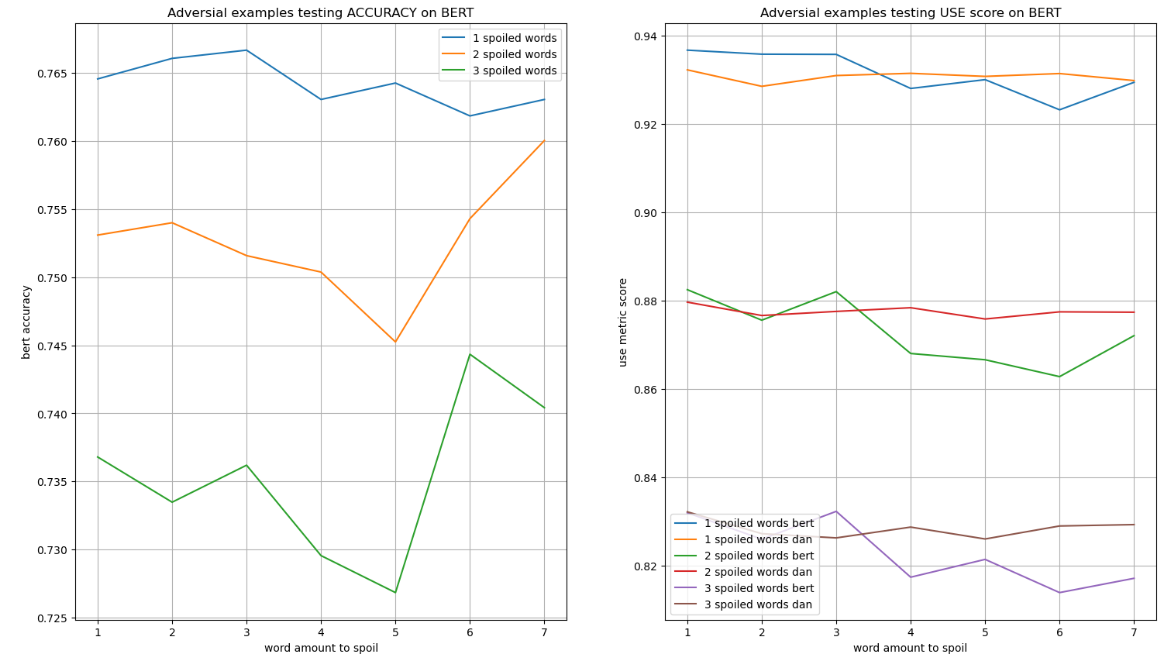 Adversial examples testing ACCURACY on BERT
1 spoiled words
2 spoiled words
3 spoiled words
0.765
0.760
0.755
0.750
0.745
0.740
0.735
0.730
0.725
bert accuracy
1 2 3 4 5 6 7
word amount to spoil
Adversial examples testing USE score on BERT
0.94
0.92
0.90
0.88
0.86
0.84
0.82
use metric score
1 spoiled words bert
1 spoiled words dan
2 spoiled words bert
2 spoiled words dan
3 spoiled words bert
3 spoiled words dan
1 2 3 4 5 6 7
word amount to spoil